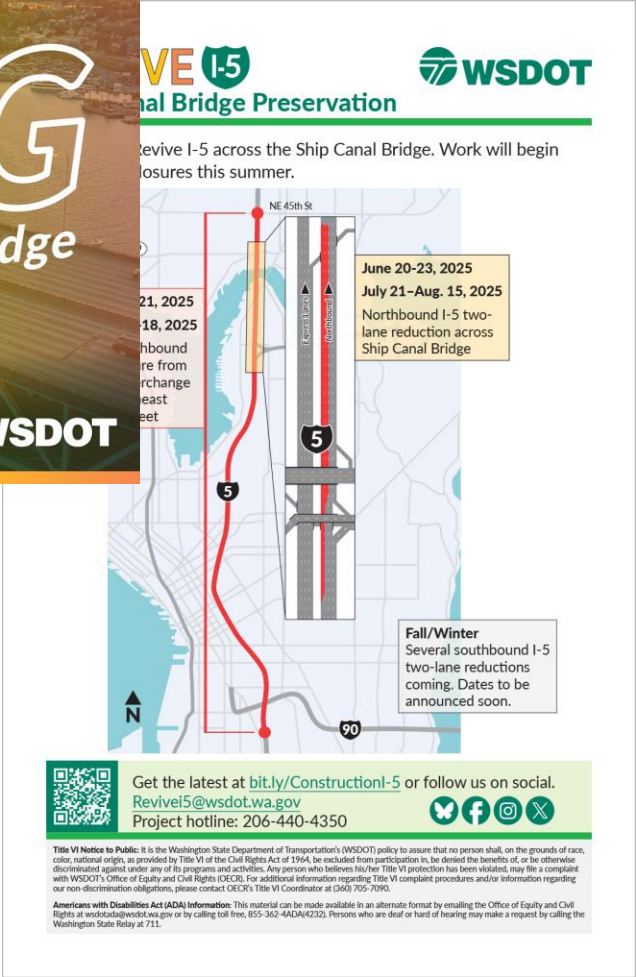 VE I-5
WSDOT
nal Bridge Preservation
Revive I-5 across the Ship Canal Bridge. Work will begin
losures this summer.
G
dge
WSDOT
NE 45th St
21, 2025
-18, 2025
hbound
re from
erchange
heast
eet
Express Lanes
Northbound
June 20-23, 2025
July 21–Aug. 15, 2025
Northbound I-5 two-
lane reduction across
Ship Canal Bridge
5
5
Fall/Winter
Several southbound I-5
two-lane reductions
coming. Dates to be
announced soon.
N
90
Get the latest at bit.ly/ConstructionI-5 or follow us on social.
Revivei5@wsdot.wa.gov
Project hotline: 206-440-4350
Title VI Notice to Public: It is the Washington State Department of Transportation's (WSDOT) policy to assure that no person shall, on the grounds of race,
color, national origin, as provided by Title VI of the Civil Rights Act of 1964, be excluded from participation in, be denied the benefits of, or be otherwise
discriminated against under any of its programs and activities. Any person who believes his/her Title VI protection has been violated, may file a complaint
with WSDOT's Office of Equity and Civil Rights (OECR). For additional information regarding Title VI complaint procedures and/or information regarding
our non-discrimination obligations, please contact OECR's Title VI Coordinator at (360) 705-7090.
Americans with Disabilities Act (ADA) Information: This material can be made available in an alternate format by emailing the Office of Equity and Civil
Rights at wsdotada@wsdot.wa.gov or by calling toll free, 855-362-4ADA(4232). Persons who are deaf or hard of hearing may make a request by calling the
Washington State Relay at 711.